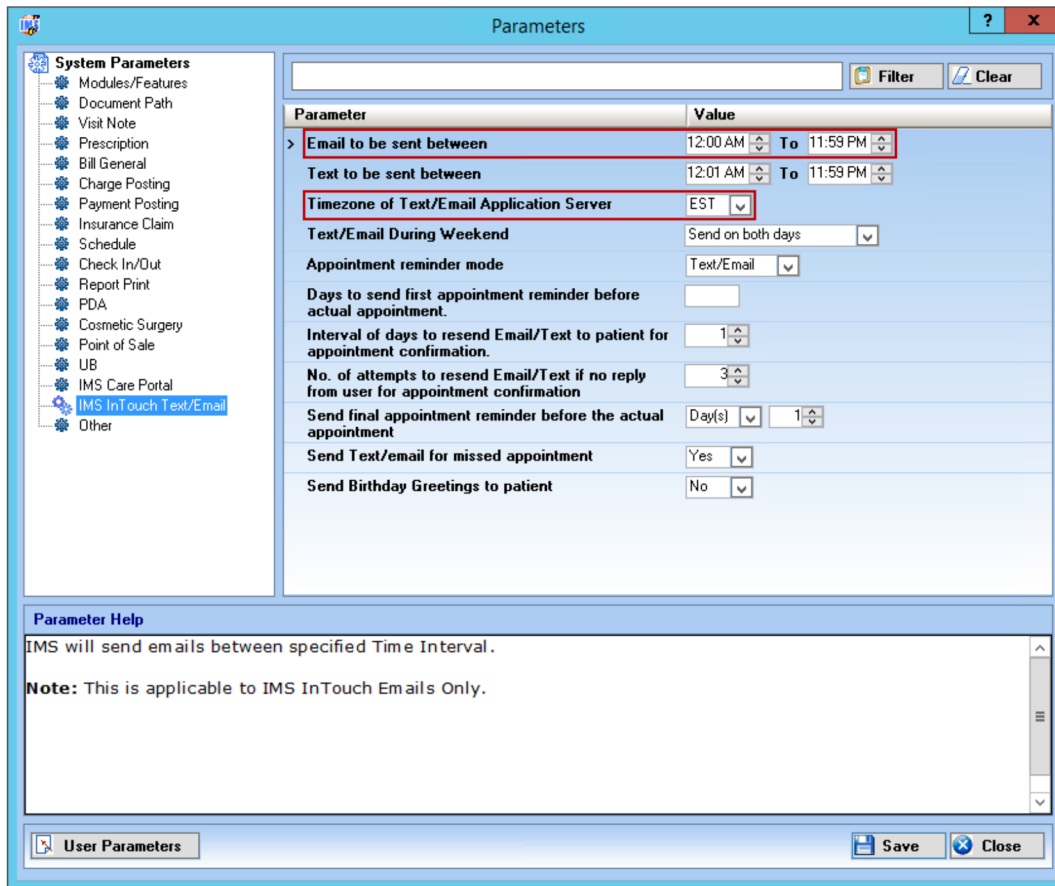 IMS
Parameters
?
x
System Parameters
Modules/Features
Document Path
Visit Note
Prescription
Bill General
Charge Posting
Payment Posting
Insurance Claim
Schedule
Check In/Out
Report Print
PDA
Cosmetic Surgery
Point of Sale
UB
IMS Care Portal
IMS InTouch Text/Email
Other
Filter
Clear
Parameter Value
Email to be sent between 12:00 AM To 11:59 PM
Text to be sent between 12:01 AM To 11:59 PM
Timezone of Text/Email Application Server EST
Text/Email During Weekend Send on both days
Appointment reminder mode Text/Email
Days to send first appointment reminder before
actual appointment.
Interval of days to resend Email/Text to patient for 1
appointment confirmation.
No. of attempts to resend Email/Text if no reply 3
from user for appointment confirmation
Send final appointment reminder before the actual Day(s) 1
appointment
Send Text/email for missed appointment Yes
Send Birthday Greetings to patient No
Parameter Help
IMS will send emails between specified Time Interval.
Note: This is applicable to IMS InTouch Emails Only.
User Parameters
Save
Close